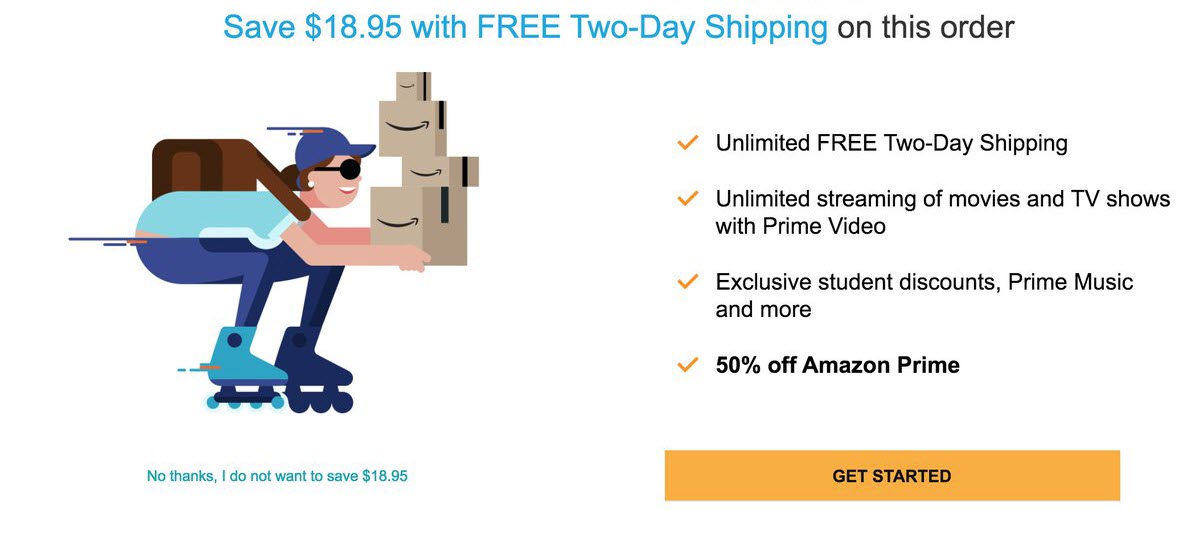 Save $18.95 with FREE Two-Day Shipping on this order
Unlimited FREE Two-Day Shipping
Unlimited streaming of movies and TV shows
with Prime Video
Exclusive student discounts, Prime Music
and more
50% off Amazon Prime
No thanks, I do not want to save $18.95
GET STARTED